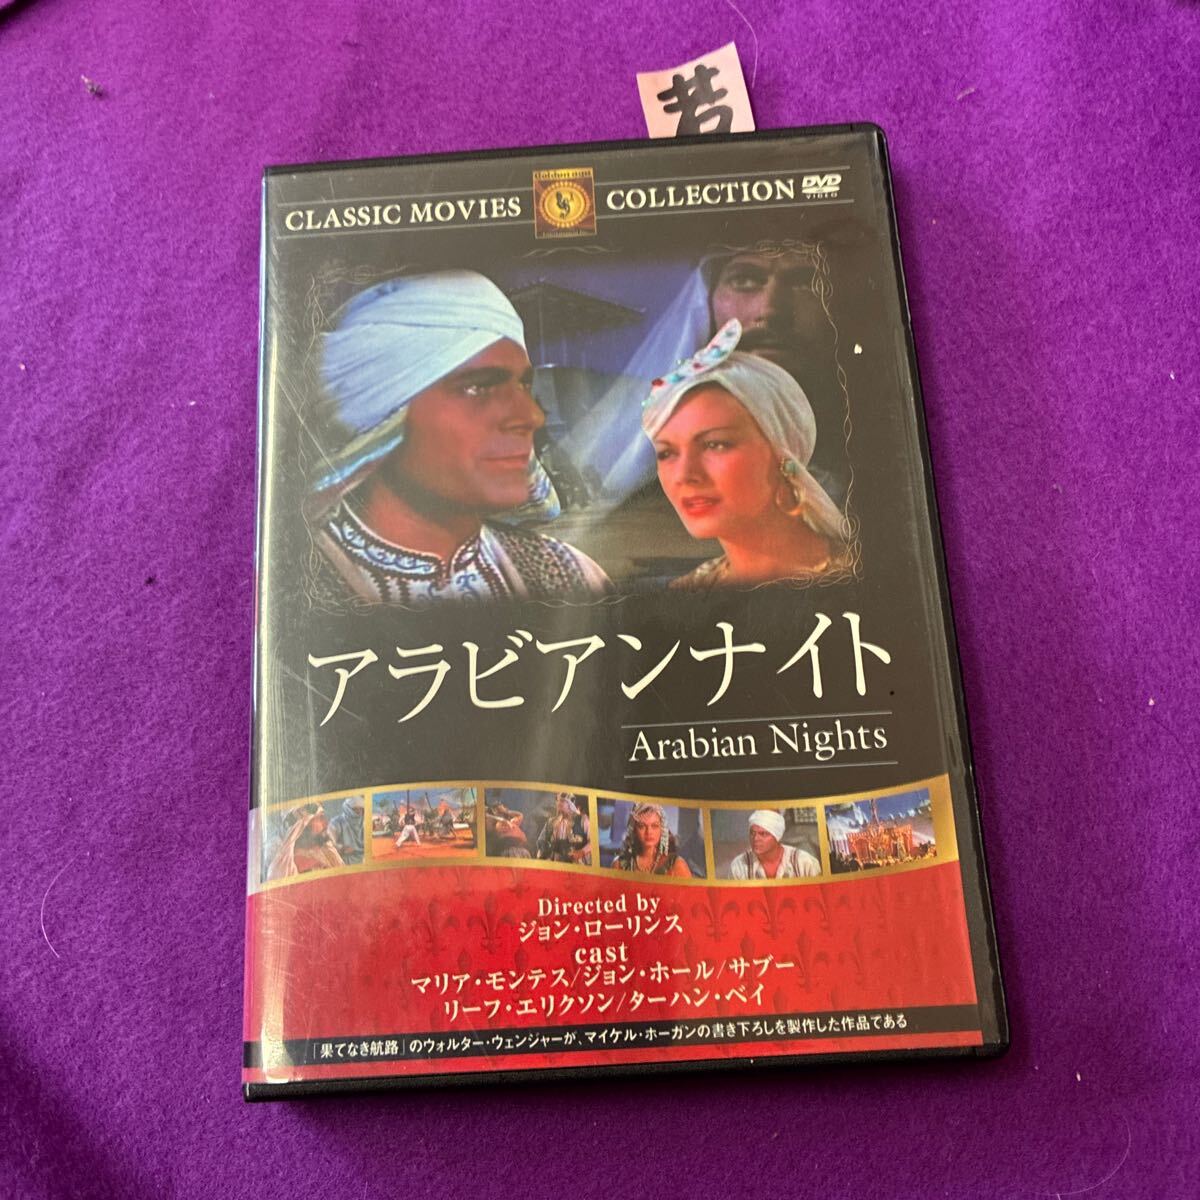 若
CLASSIC MOVIES
Golden age
COLLECTION
DVD
VIDEO
アラビアンナイト
Arabian Nights
Directed by
ジョン・ローリンス
cast
マリア・モンテス/ジョン・ホール/サブー
リーフ・エリクソン/ターハン・ベイ
「果てなき航路」のウォルター・ウェンジャーが、マイケル・ホーガンの書き下ろしを製作した作品である